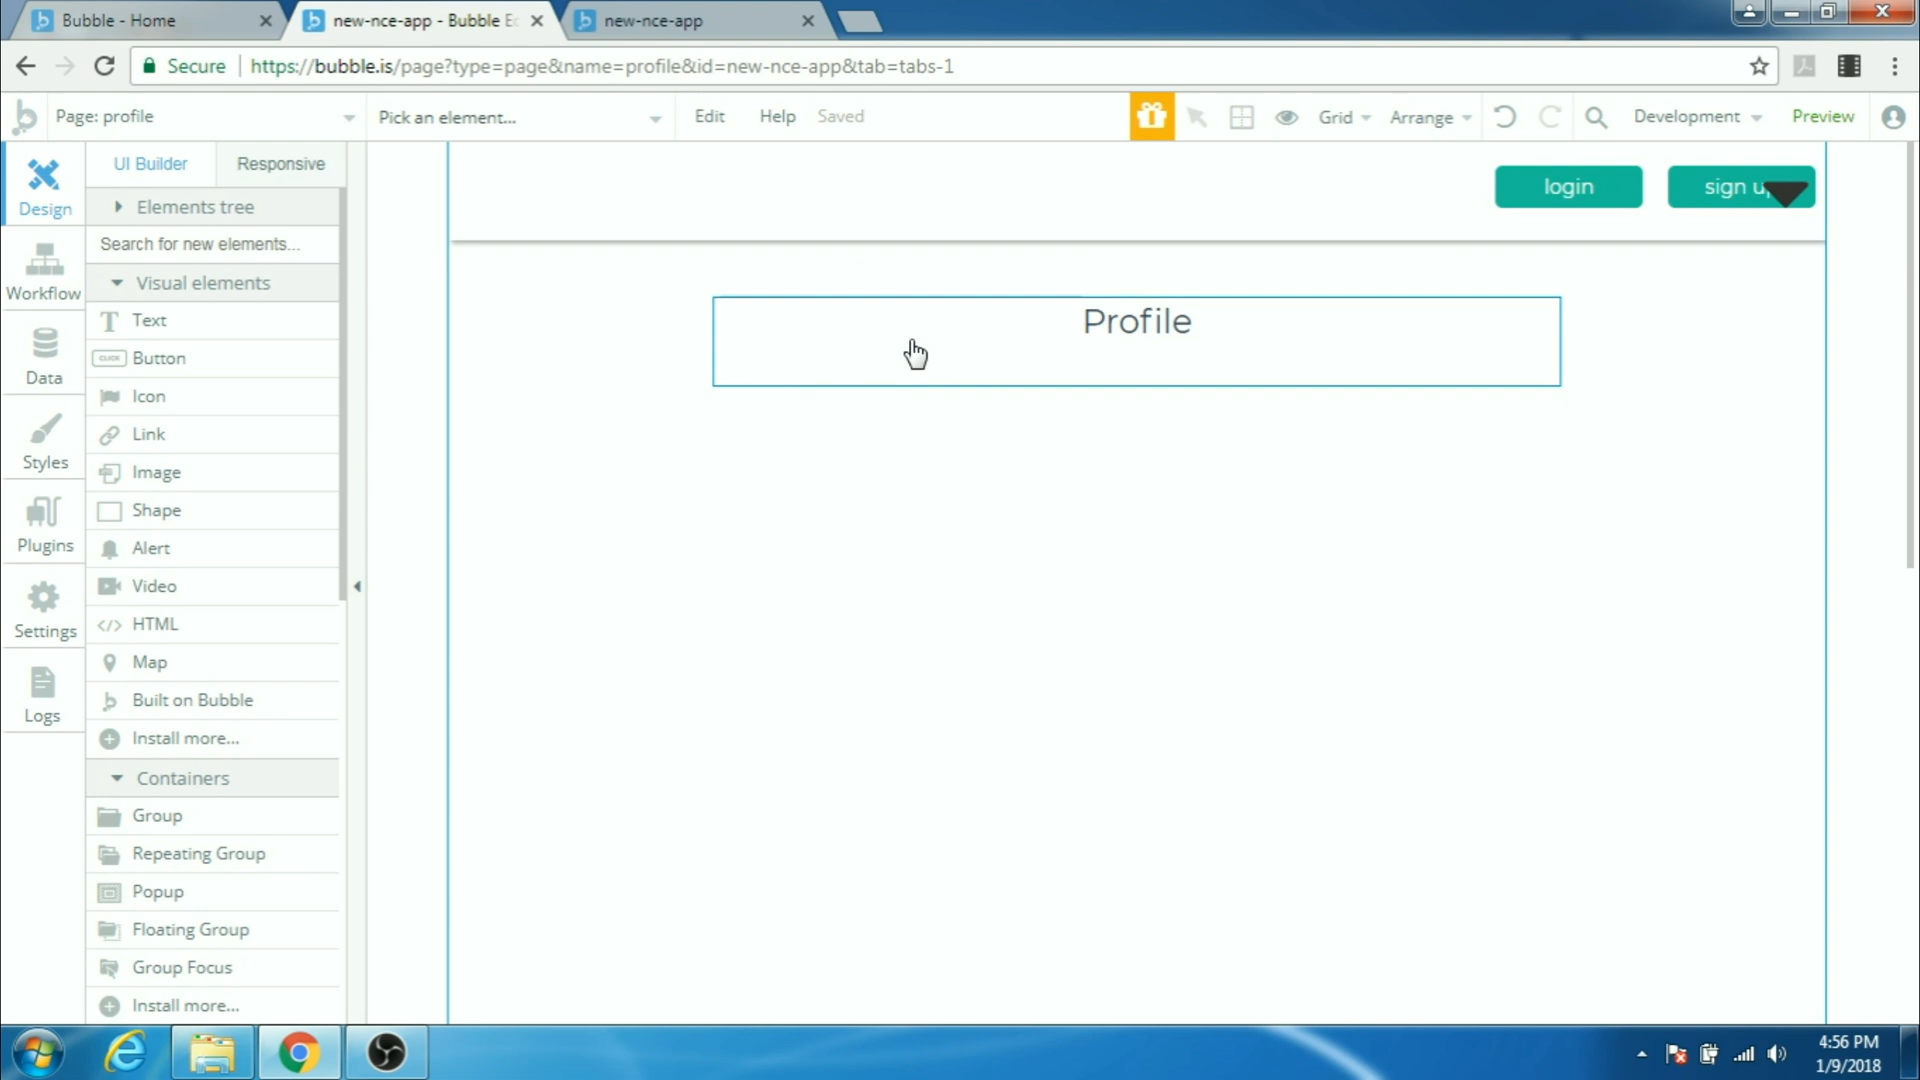 Bubble - Home
new-nce-app - Bubble E
new-nce-app
Secure
https://bubble.is/page?type=page&name=profile&id=new-nce-app&tab=tabs-1
Page: profile
Pick an element...
Edit
Help
Saved
Grid
Arrange
Development
Preview
UI Builder
Responsive
login
sign u
Design
Elements tree
Search for new elements...
Visual elements
Workflow
Text
Profile
CLICK
Button
Data
Icon
Link
Styles
Image
Shape
Plugins
Alert
Video
Settings
</> HTML
Map
Built on Bubble
Logs
Install more...
Containers
Group
Repeating Group
Popup
Floating Group
Group Focus
Install more...
4:56 PM
1/9/2018